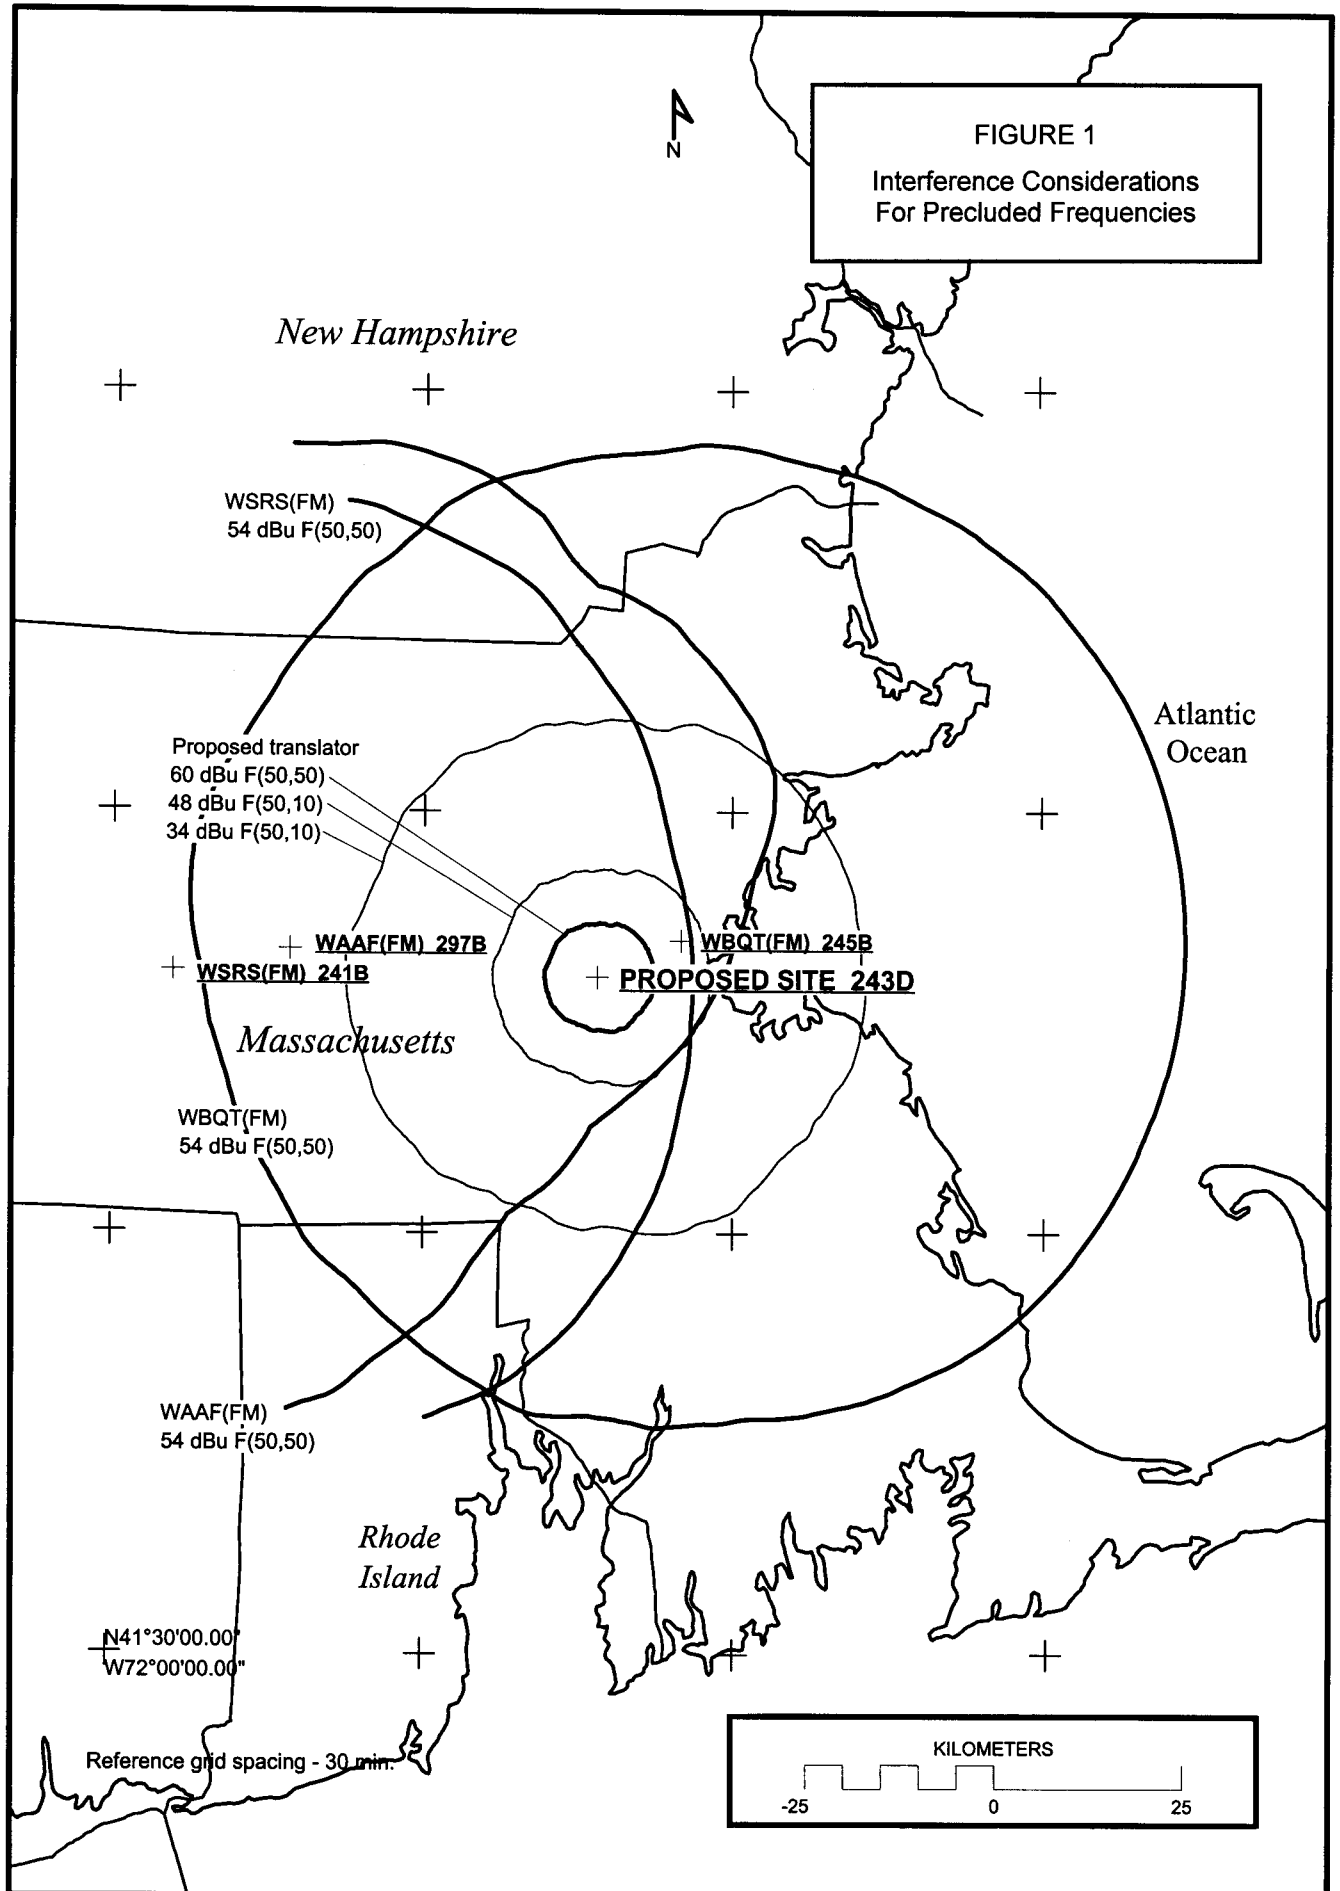 FIGURE 1
Interference Considerations
For Precluded Frequencies
N
New Hampshire
WSRS(FM)
54 dBu F(50,50)
Atlantic
Ocean
Proposed translator
60 dBu F(50,50)
48 dBu F(50,10)
34 dBu F(50,10)
WAAF(FM) 297B
WBQT(FM) 245B
WSRS(FM) 241B
PROPOSED SITE 243D
Massachusetts
WBQT(FM)
54 dBu F(50,50)
WAAF(FM)
54 dBu F(50,50)
Rhode
Island
N41°30'00.00"
W72°00'00.00"
Reference grid spacing - 30 min.
KILOMETERS
-25 0 25